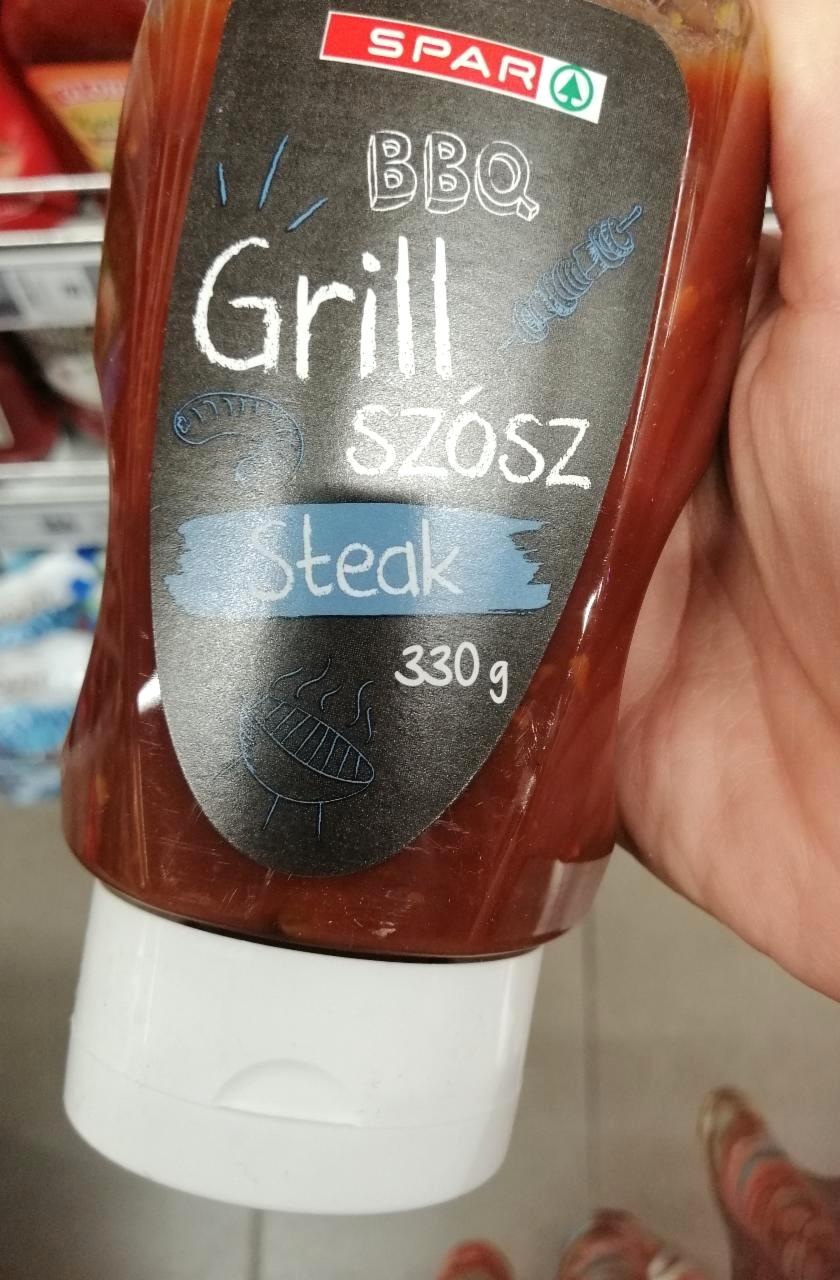 SPAR
BBQ
Grill
szósz
Steak
330 g